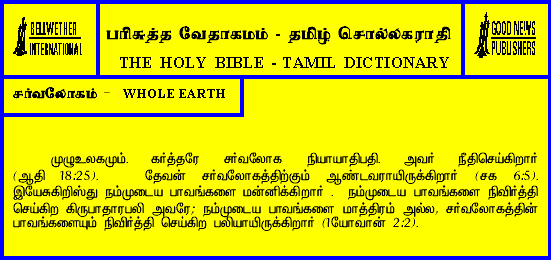 BELLWETHER
INTERNATIONAL
பரிசுத்த வேதாகமம் - தமிழ் சொல்லகராதி
THE HOLY BIBLE - TAMIL DICTIONARY
GOOD NEWS
PUBLISHERS
சர்வலோகம் – WHOLE EARTH
முழுஉலகமும். கர்த்தரே சர்வலோக நியாயாதிபதி. அவர் நீதிசெய்கிறார்
(ஆதி 18:25). தேவன் சர்வலோகத்திற்கும் ஆண்டவராயிருக்கிறார் (சக 6:5).
இயேசுகிறிஸ்து நம்முடைய பாவங்களை மன்னிக்கிறார் . நம்முடைய பாவங்களை நிவிர்த்தி
செய்கிற கிருபாதாரபலி அவரே; நம்முடைய பாவங்களை மாத்திரம் அல்ல, சர்வலோகத்தின்
பாவங்களையும் நிவிர்த்தி செய்கிற பலியாயிருக்கிறார் (1யோவான் 2:2).